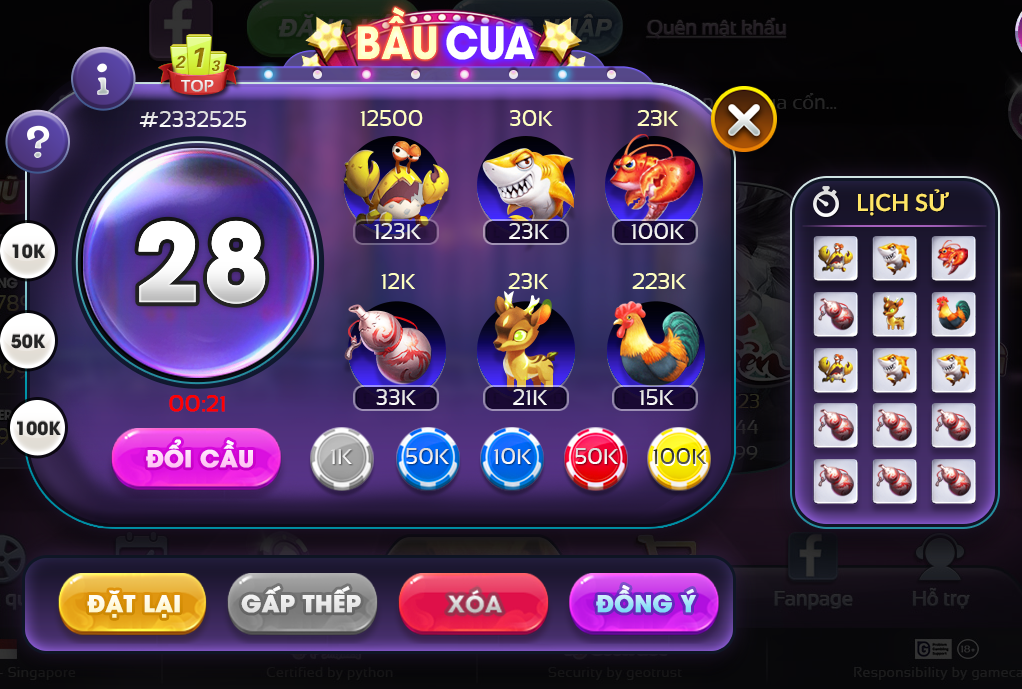 Quên mật khẩu
BẦU CUA
2 1 3
TOP
i
?
#2332525
12500
30K
23K
123K
23K
100K
28
12K
23K
223K
33K
21K
15K
00:21
10K
50K
100K
ĐỔI CẦU
1K
50K
10K
50K
100K
LỊCH SỬ
ĐẶT LẠI
GẤP THẾP
XÓA
ĐỒNG Ý
Fanpage
Hỗ trợ
- Singapore
Certified by python
Security by geotrust
18+
Responsibility by gameca